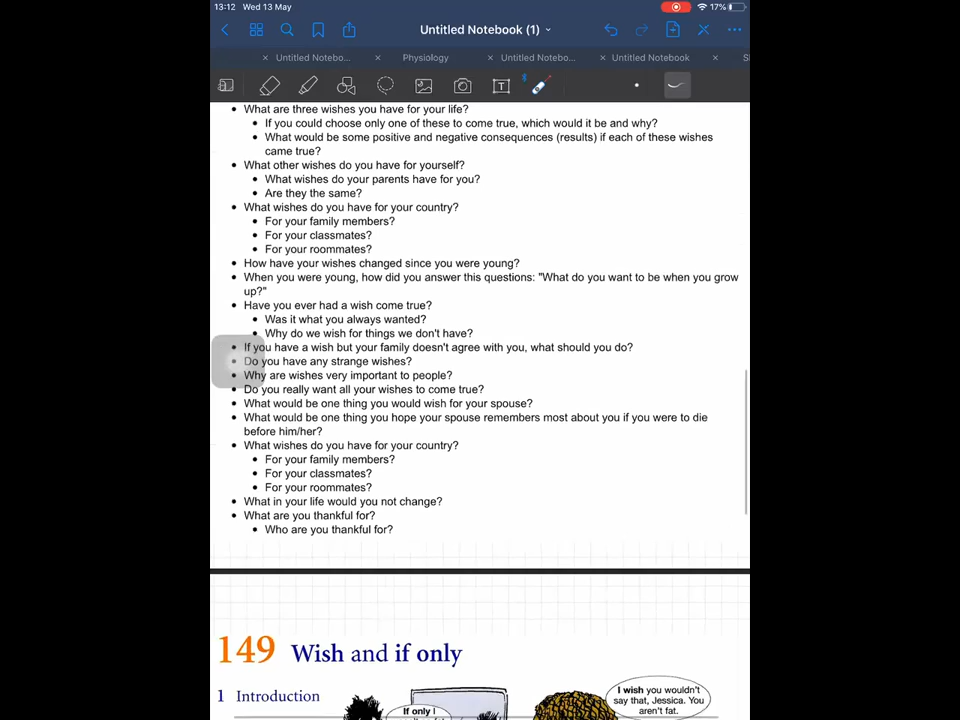 13:12 Wed 13 May
17%
Untitled Notebook (1)
Untitled Notebo...
Physiology
Untitled Notebo...
Untitled Notebook
T
What are three wishes you have for your life?
If you could choose only one of these to come true, which would it be and why?
What would be some positive and negative consequences (results) if each of these wishes
came true?
What other wishes do you have for yourself?
What wishes do your parents have for you?
Are they the same?
What wishes do you have for your country?
For your family members?
For your classmates?
For your roommates?
How have your wishes changed since you were young?
When you were young, how did you answer this questions: "What do you want to be when you grow
up?"
Have you ever had a wish come true?
Was it what you always wanted?
Why do we wish for things we don't have?
If you have a wish but your family doesn't agree with you, what should you do?
Do you have any strange wishes?
Why are wishes very important to people?
Do you really want all your wishes to come true?
What would be one thing you would wish for your spouse?
What would be one thing you hope your spouse remembers most about you if you were to die
before him/her?
What wishes do you have for your country?
For your family members?
For your classmates?
For your roommates?
What in your life would you not change?
What are you thankful for?
Who are you thankful for?
149 Wish and if only
1 Introduction
If only I
I wish you wouldn't
say that, Jessica. You
aren't fat.